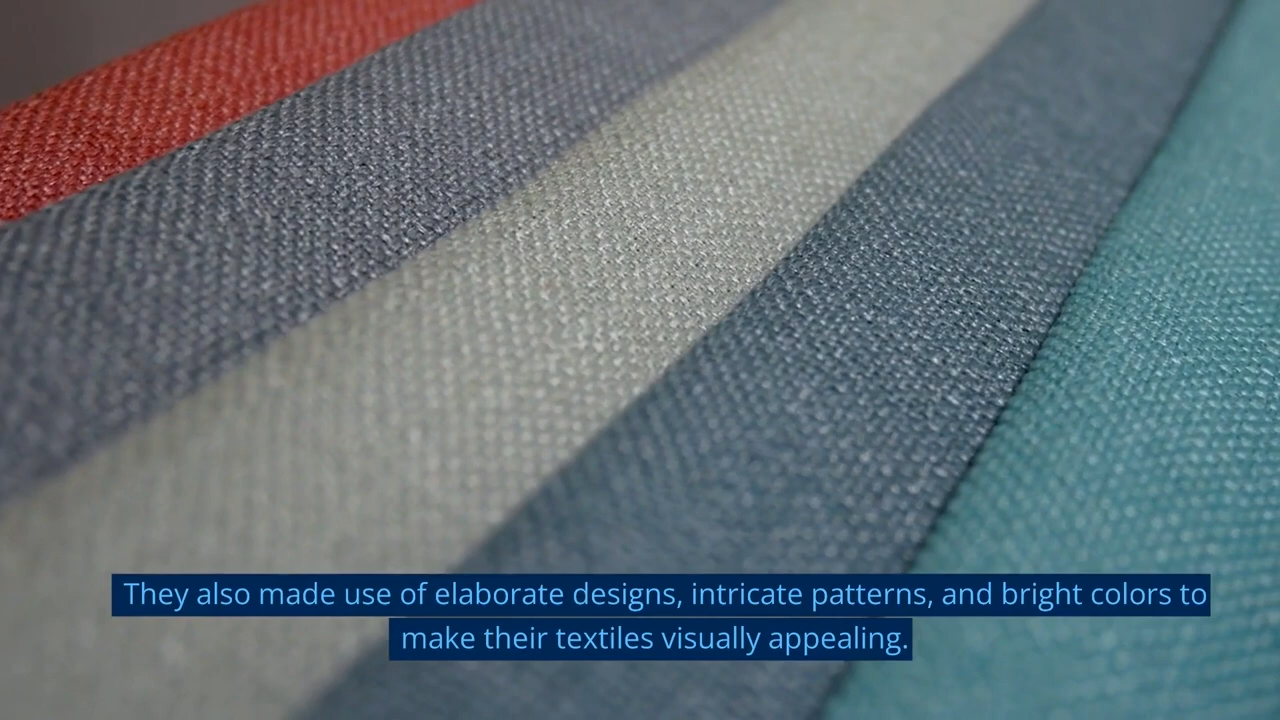 They also made use of elaborate designs, intricate patterns, and bright colors to
make their textiles visually appealing.